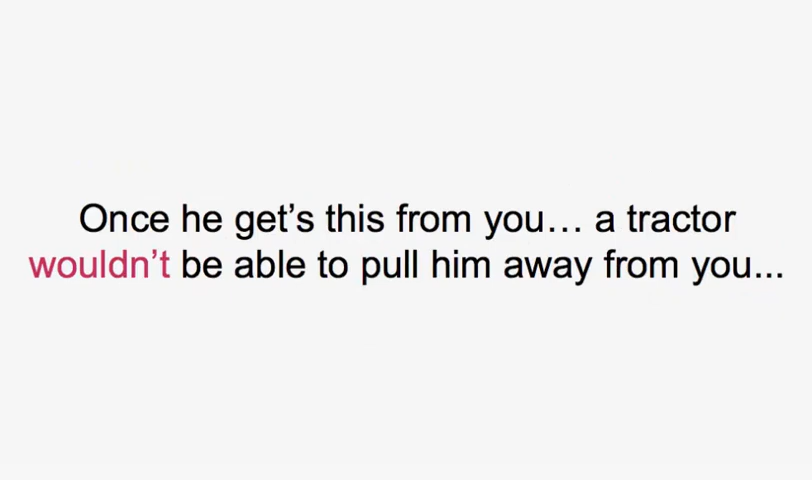 Once he get’s this from you… a tractor
wouldn’t be able to pull him away from you...